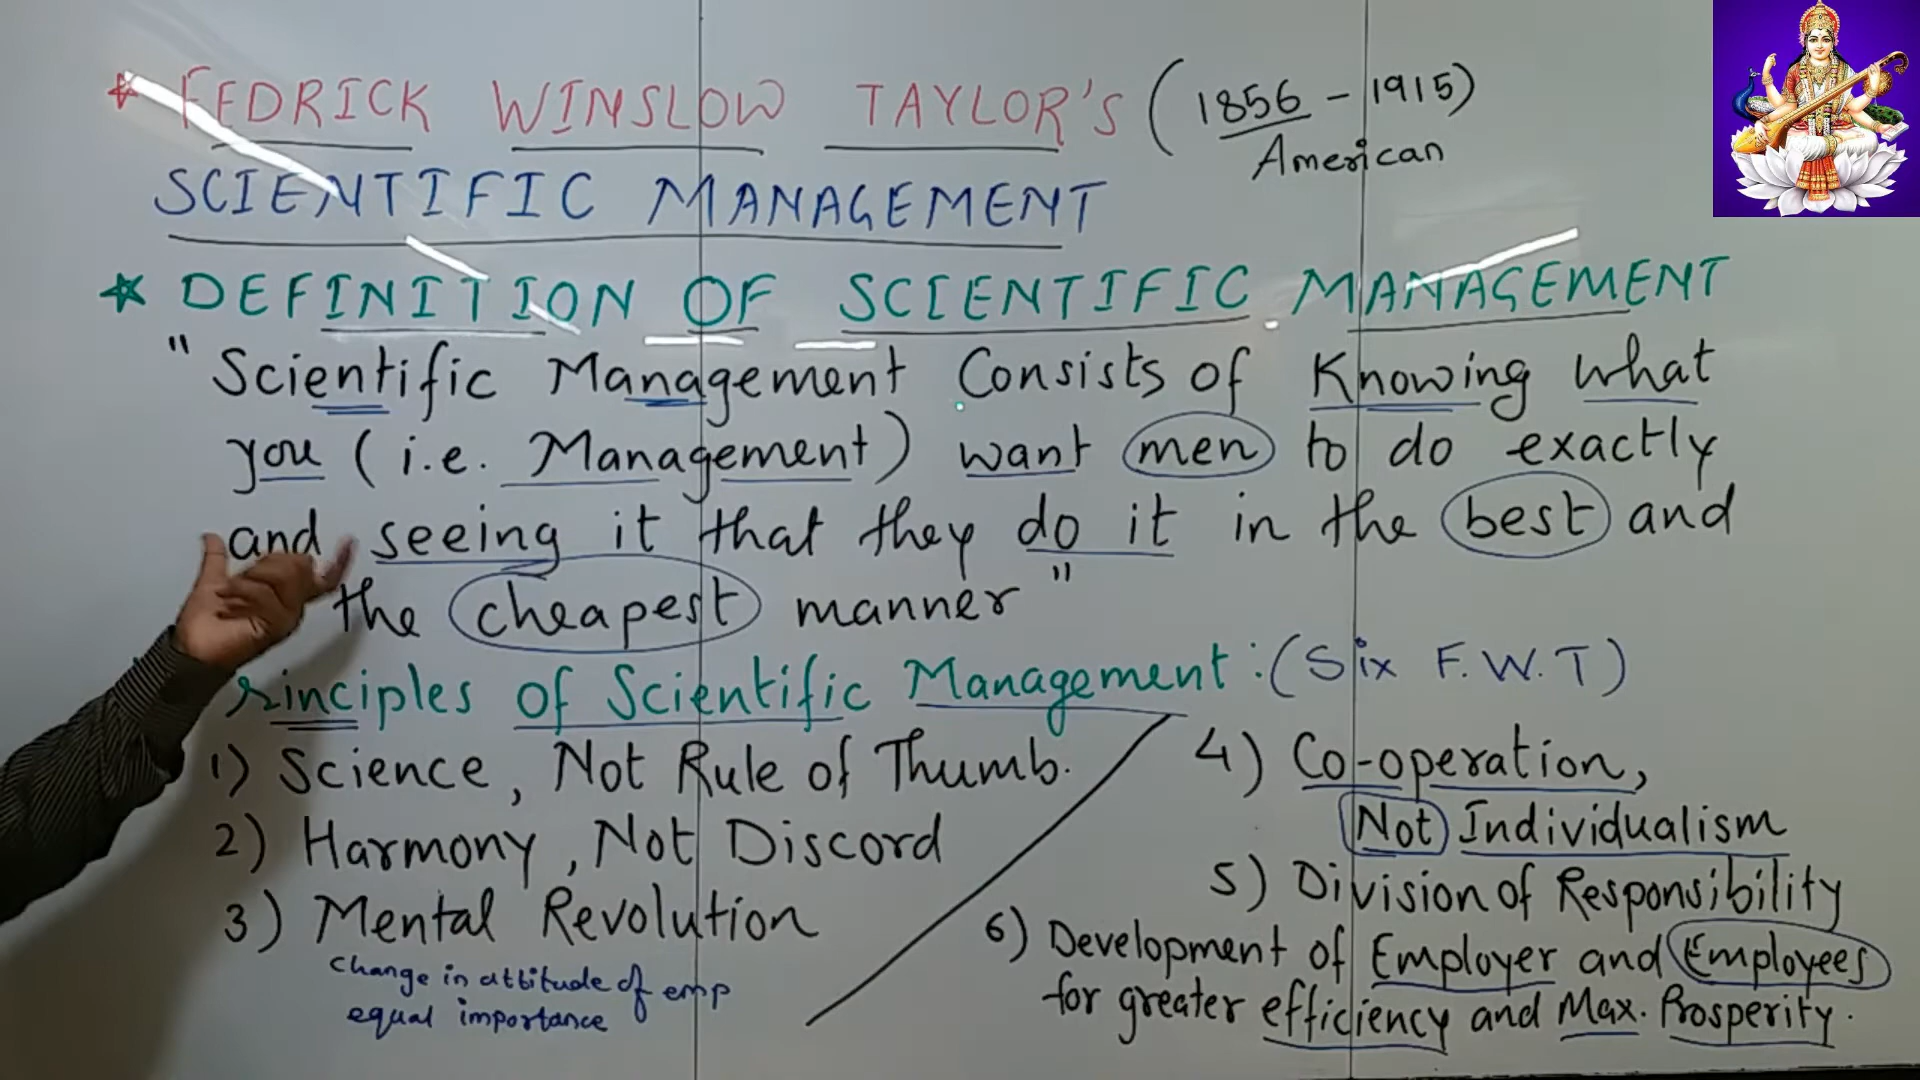 * FEDRICK WINSLOW TAYLOR'S (1856 - 1915)
American
SCIENTIFIC MANAGEMENT
* DEFINITION OF SCIENTIFIC MANAGEMENT
" Scientific Management Consists of Knowing what
you (i.e. Management) want men to do exactly
and seeing it that they do it in the best and
the cheapest manner "
rinciples of Scientific Management : (Six F.W.T)
1) Science, Not Rule of Thumb.
2) Harmony, Not Discord
3) Mental Revolution
Change in attitude of emp
equal importance
4) Co-operation,
Not Individualism
5) Division of Responsibility
6) Development of Employer and Employees
for greater efficiency and Max. Prosperity.